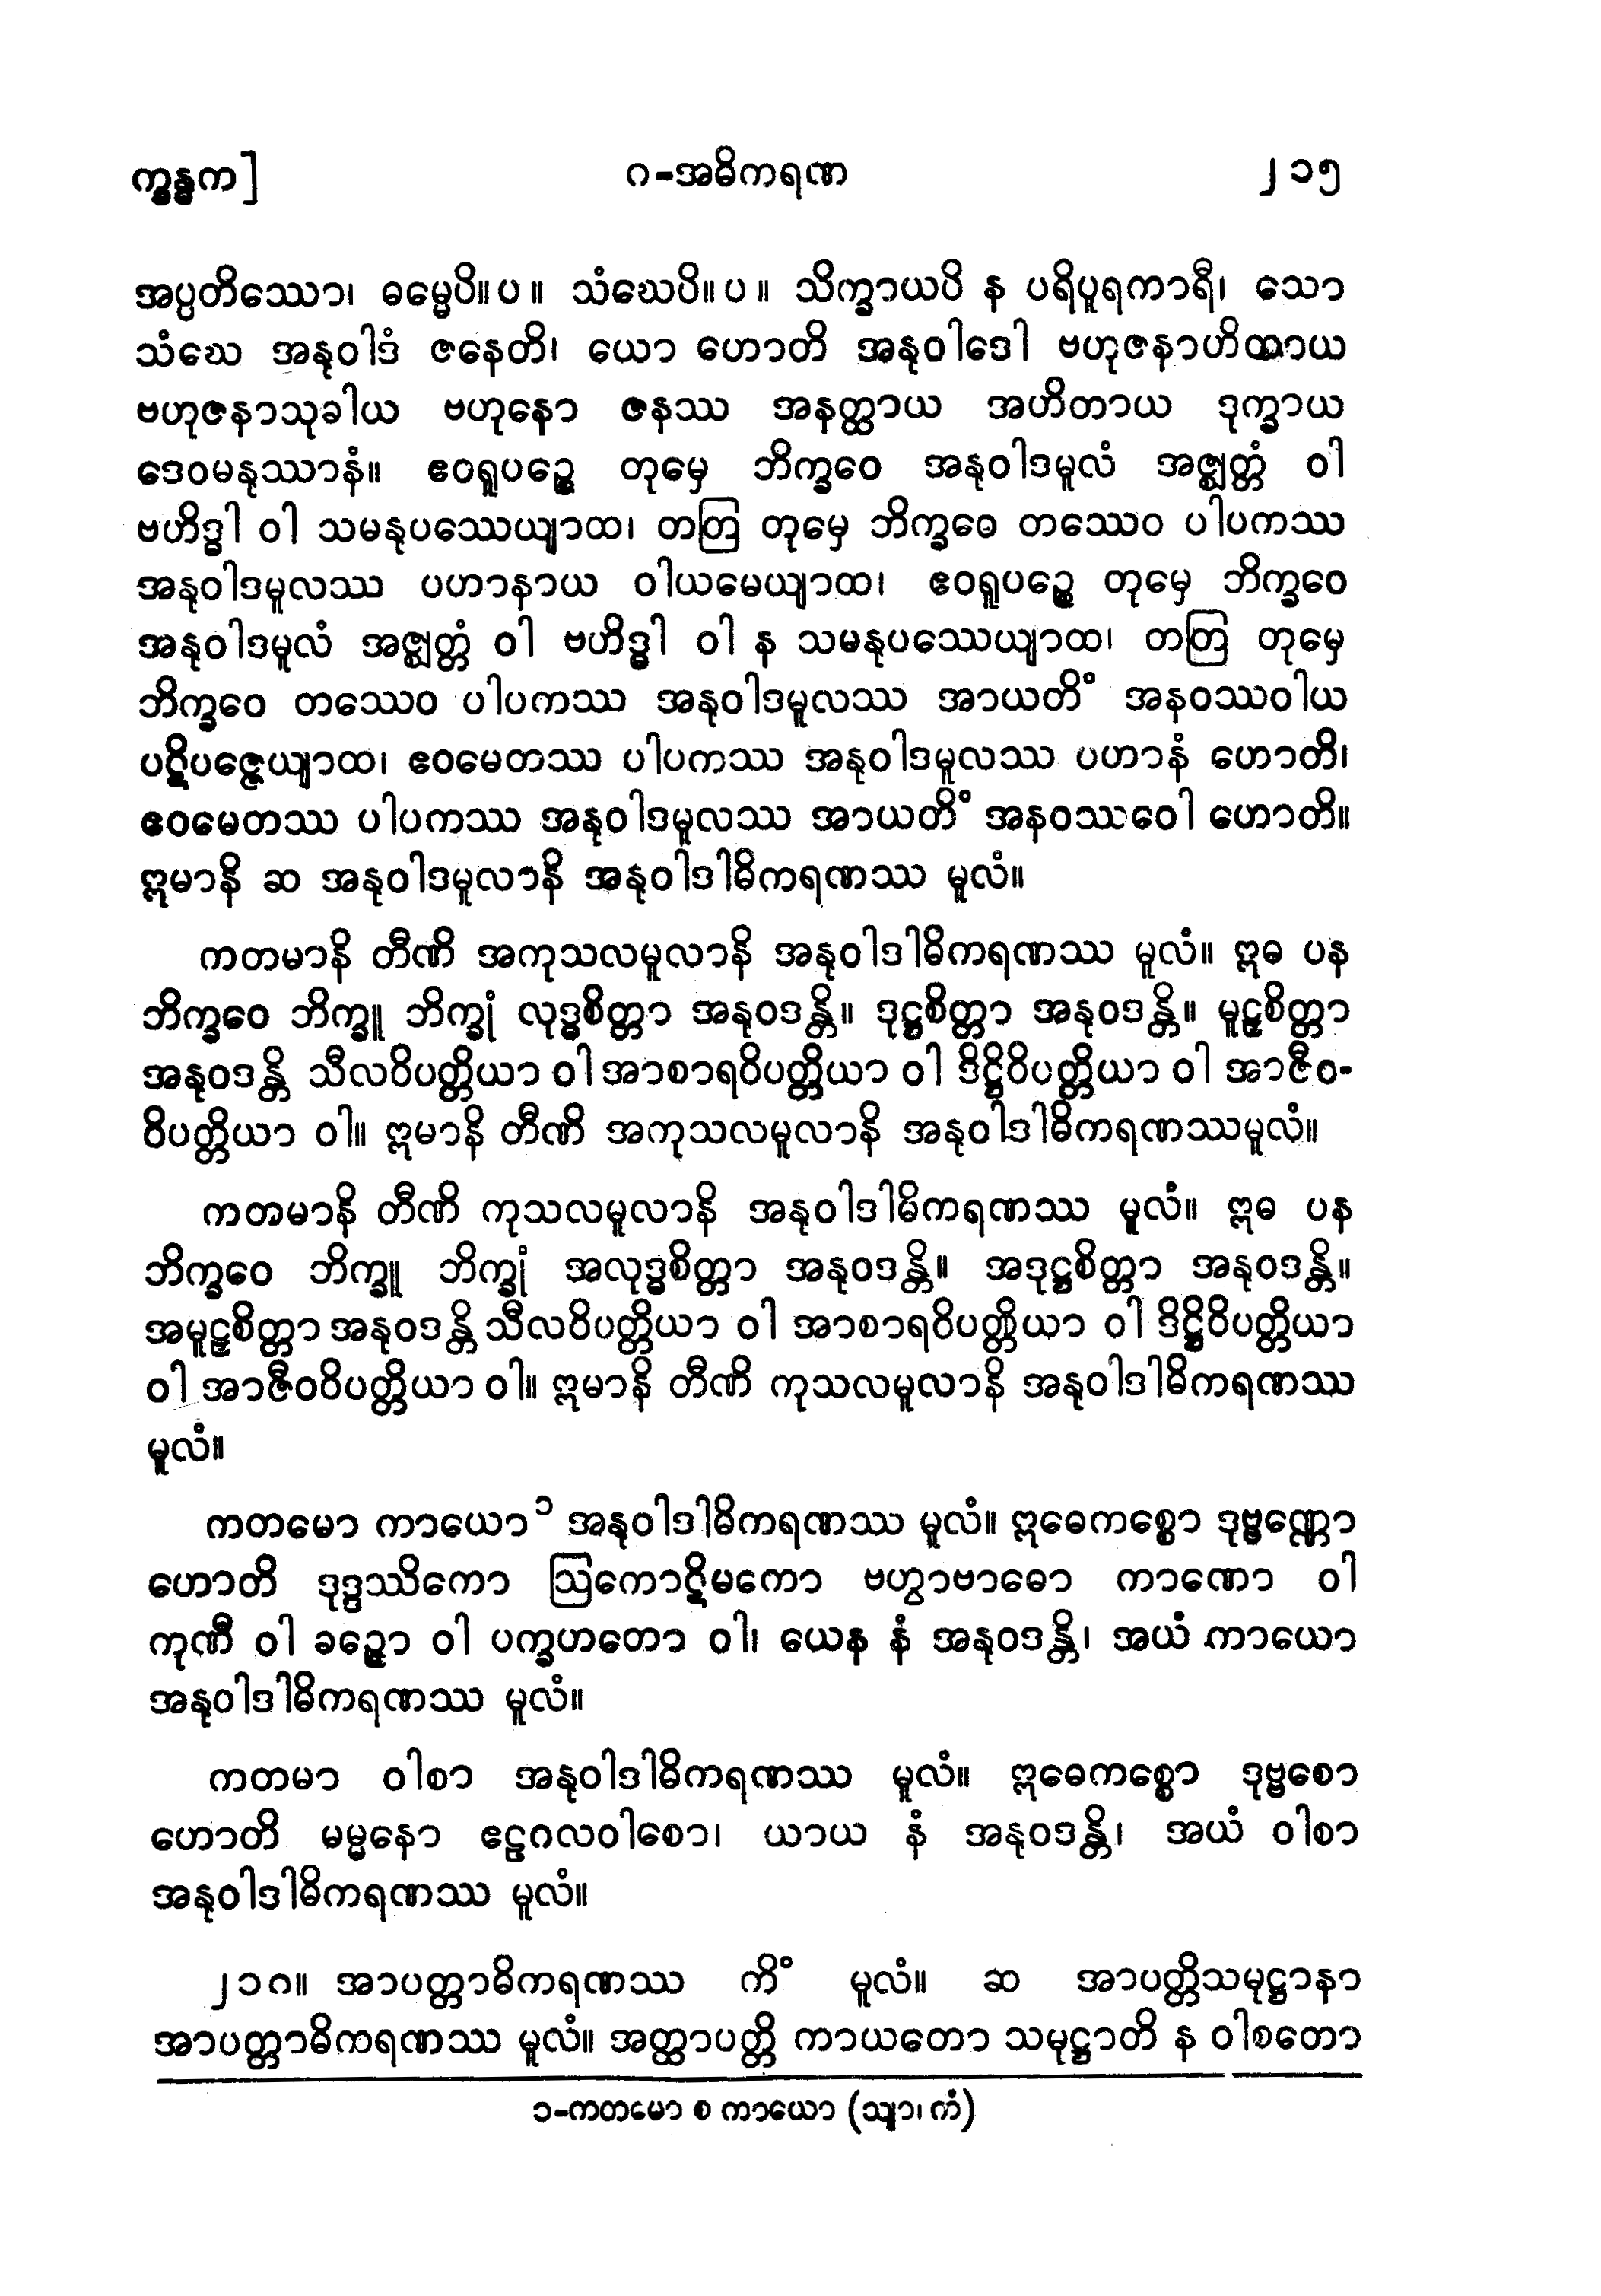 က္ခန္ဓက]
ဂ-အဓိကရဏ
၂၁၅
အပ္ပတိဿော၊ ဓမ္မေပိ။ပ။ သံဃေပိ။ပ။ သိက္ခာယပိ န ပရိပူရကာရီ၊ သော
သံဃေ အနုဝါဒံ ဇနေတိ၊ ယော ဟောတိ အနုဝါဒေါ ဗဟုဇနာဟိတာယ
ဗဟုဇနာသုခါယ ဗဟုနော ဇနဿ အနတ္ထာယ အဟိတာယ ဒုက္ခာယ
ဒေဝမနုဿာနံ။ ဧဝရူပဉ္စေ တုမှေ ဘိက္ခဝေ အနုဝါဒမူလံ အဇ္ဈတ္တံ ဝါ
ဗဟိဒ္ဓါ ဝါ သမနုပဿေယျာထ၊ တတြ တုမှေ ဘိက္ခဝေ တဿေဝ ပါပကဿ
အနုဝါဒမူလဿ ပဟာနာယ ဝါယမေယျာထ၊ ဧဝရူပဉ္စေ တုမှေ ဘိက္ခဝေ
အနုဝါဒမူလံ အဇ္ဈတ္တံ ဝါ ဗဟိဒ္ဓါ ဝါ န သမနုပဿေယျာထ၊ တတြ တုမှေ
ဘိက္ခဝေ တဿေဝ ပါပကဿ အနုဝါဒမူလဿ အာယတိံ အနဝဿဝါယ
ပဋိပဇ္ဇေယျာထ၊ ဧဝမေတဿ ပါပကဿ အနုဝါဒမူလဿ ပဟာနံ ဟောတိ၊
ဧဝမေတဿ ပါပကဿ အနုဝါဒမူလဿ အာယတိံ အနဝဿဝေါ ဟောတိ။
ဣမာနိ ဆ အနုဝါဒမူလာနိ အနုဝါဒါဓိကရဏဿ မူလံ။
ကတမာနိ တီဏိ အကုသလမူလာနိ အနုဝါဒါဓိကရဏဿ မူလံ။ ဣဓ ပန
ဘိက္ခဝေ ဘိက္ခူ ဘိက္ခုံ လုဒ္ဓစိတ္တာ အနုဝဒန္တိ။ ဒုဋ္ဌစိတ္တာ အနုဝဒန္တိ။ မူဠှစိတ္တာ
အနုဝဒန္တိ သီလဝိပတ္တိယာ ဝါ အာစာရဝိပတ္တိယာ ဝါ ဒိဋ္ဌိဝိပတ္တိယာ ဝါ အာဇီဝ-
ဝိပတ္တိယာ ဝါ။ ဣမာနိ တီဏိ အကုသလမူလာနိ အနုဝါဒါဓိကရဏဿမူလံ။
ကတမာနိ တီဏိ ကုသလမူလာနိ အနုဝါဒါဓိကရဏဿ မူလံ။ ဣဓ ပန
ဘိက္ခဝေ ဘိက္ခူ ဘိက္ခုံ အလုဒ္ဓစိတ္တာ အနုဝဒန္တိ။ အဒုဋ္ဌစိတ္တာ အနုဝဒန္တိ။
အမူဠှစိတ္တာ အနုဝဒန္တိ သီလဝိပတ္တိယာ ဝါ အာစာရဝိပတ္တိယာ ဝါ ဒိဋ္ဌိဝိပတ္တိယာ
ဝါ အာဇီဝဝိပတ္တိယာ ဝါ။ ဣမာနိ တီဏိ ကုသလမူလာနိ အနုဝါဒါဓိကရဏဿ
မူလံ။
ကတမော ကာယော၁ အနုဝါဒါဓိကရဏဿ မူလံ။ ဣဓေကစ္စော ဒုဗ္ဗဏ္ဏော
ဟောတိ ဒုဒ္ဒဿိကော ဩကောဋိမကော ဗဟွာဗာဓော ကာဏော ဝါ
ကုဏီ ဝါ ခဉ္ဇော ဝါ ပက္ခဟတော ဝါ၊ ယေန နံ အနုဝဒန္တိ၊ အယံ ကာယော
အနုဝါဒါဓိကရဏဿ မူလံ။
ကတမာ ဝါစာ အနုဝါဒါဓိကရဏဿ မူလံ။ ဣဓေကစ္စော ဒုဗ္ဗစော
ဟောတိ မမ္မနော ဧဠဂလဝါစော၊ ယာယ နံ အနုဝဒန္တိ၊ အယံ ဝါစာ
အနုဝါဒါဓိကရဏဿ မူလံ။
၂၁၈။ အာပတ္တာဓိကရဏဿ ကိံ မူလံ။ ဆ အာပတ္တိသမုဋ္ဌာနာ
အာပတ္တာဓိကရဏဿ မူလံ။ အတ္ထာပတ္တိ ကာယတော သမုဋ္ဌာတိ န ဝါစတော
၁-ကတမော စ ကာယော (သျာ၊ ကံ)